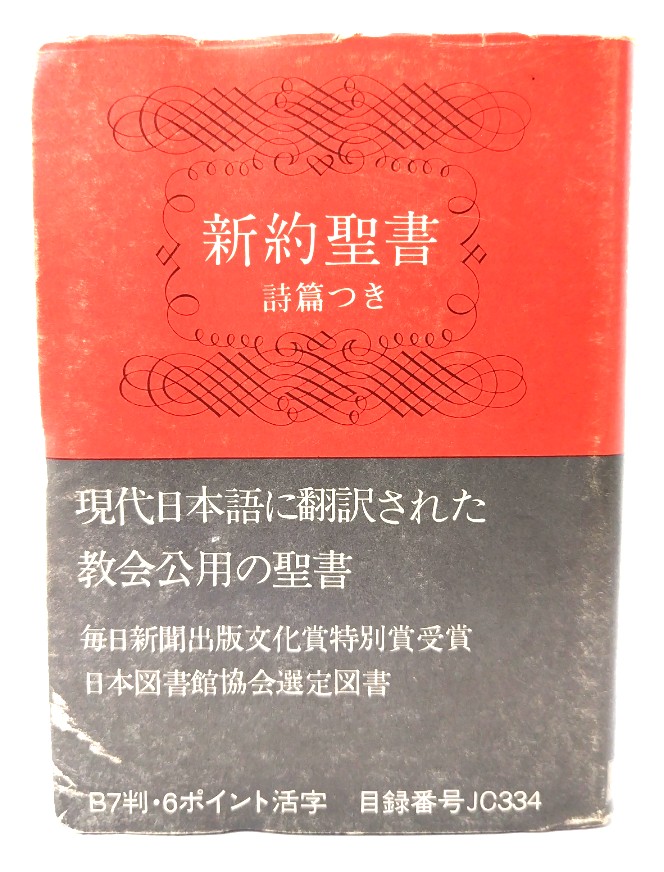 新約聖書
詩篇つき
現代日本語に翻訳された
教会公用の聖書
毎日新聞出版文化賞特別賞受賞
日本図書館協会選定図書
B7判・6ポイント活字　目録番号JC334